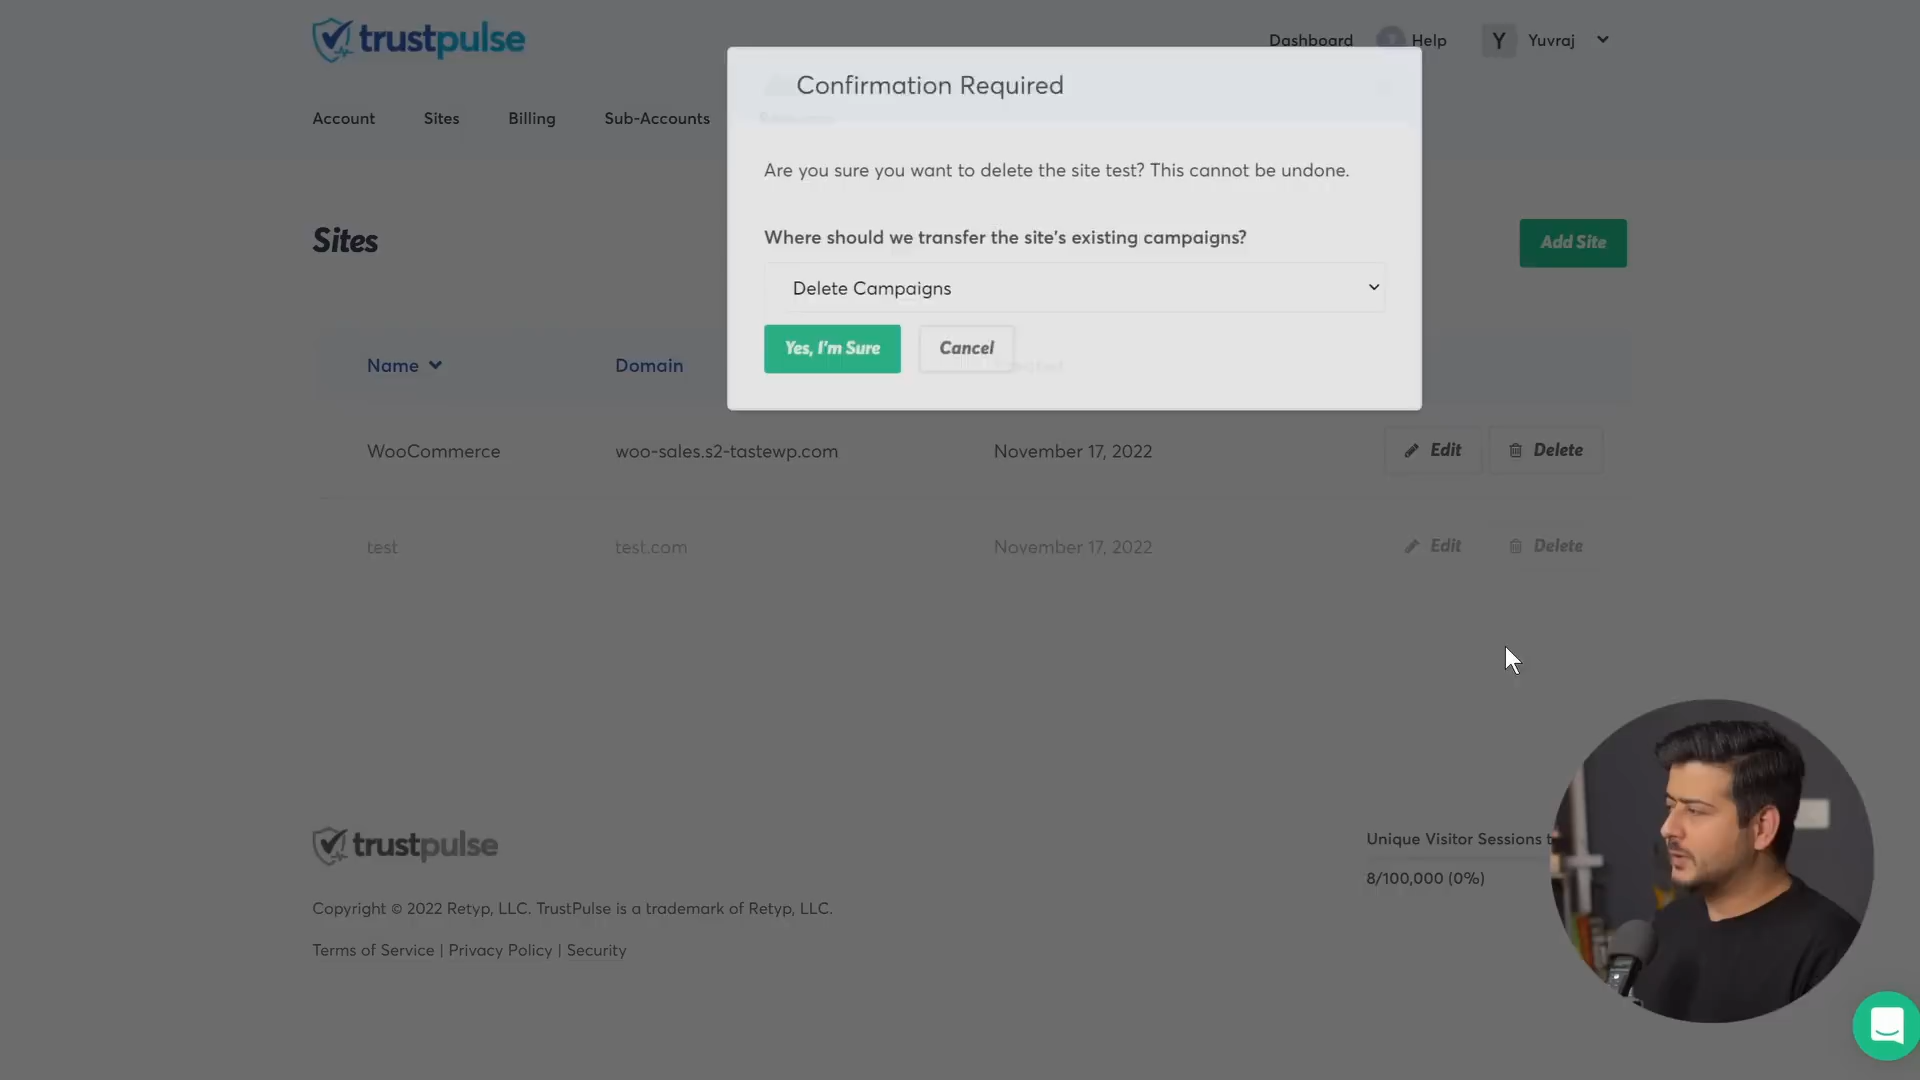 trustpulse
Dashboard Help Y Yuvraj
Account Sites Billing Sub-Accounts
Confirmation Required
Are you sure you want to delete the site test? This cannot be undone.
Where should we transfer the site's existing campaigns?
Delete Campaigns
Yes, I'm Sure Cancel
Sites Add Site
Name Domain
WooCommerce woo-sales.s2-tastewp.com November 17, 2022 Edit Delete
test test.com November 17, 2022 Edit Delete
trustpulse
Copyright © 2022 Retyp, LLC. TrustPulse is a trademark of Retyp, LLC.
Terms of Service | Privacy Policy | Security
Unique Visitor Sessions
8/100,000 (0%)